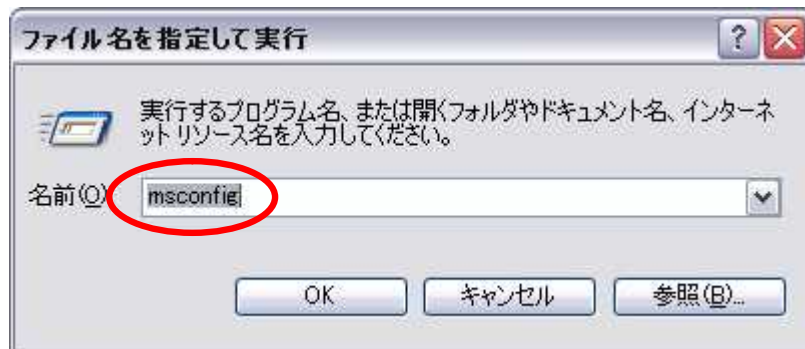 ファイル名を指定して実行
実行するプログラム名、または開くフォルダやドキュメント名、インターネ
ットリソース名を入力してください。
名前(O)
msconfig
OK
キャンセル
参照(B)...